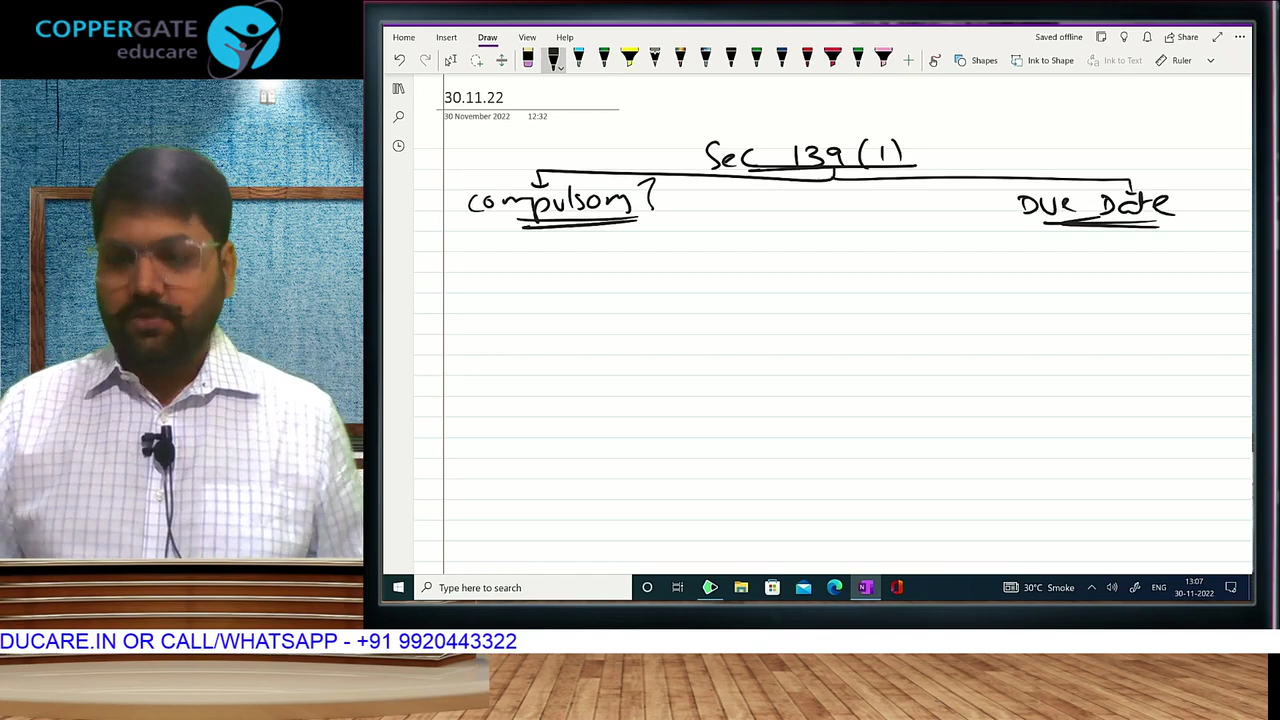 COPPERGATE
educare
Home Insert Draw View Help
Saved offline
Share
Shapes
Ink to Shape
Ink to Text
Ruler
30.11.22
30 November 2022 12:32
Sec 139(1)
Compulsory?
Due Date
Type here to search
30°C Smoke
ENG
13:07
30-11-2022
DUCARE.IN OR CALL/WHATSAPP - +91 9920443322